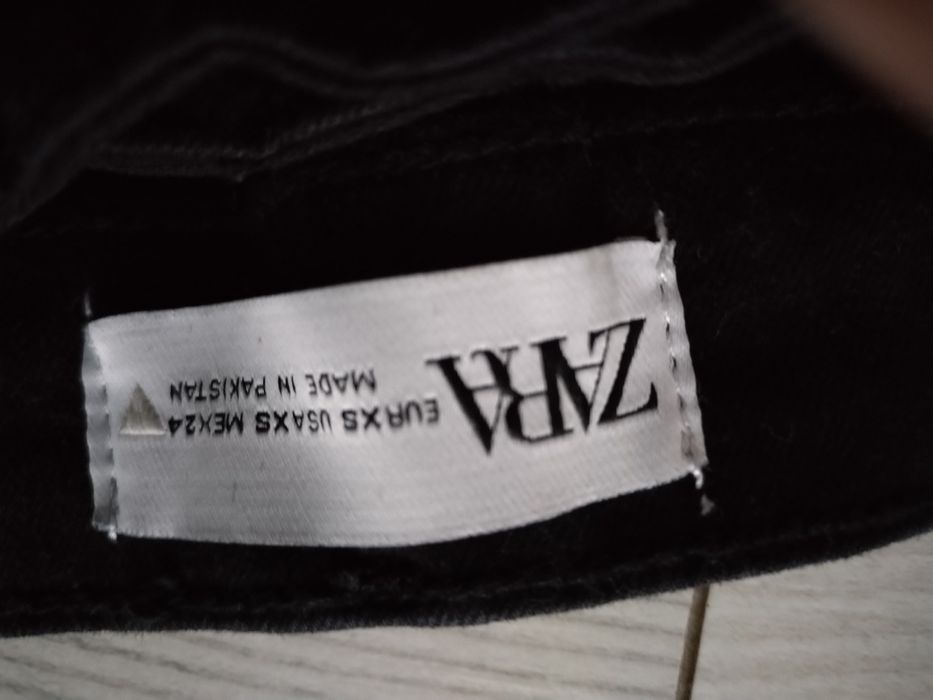 ZARA
EUR XS USA XS MEX 24
MADE IN PAKISTAN